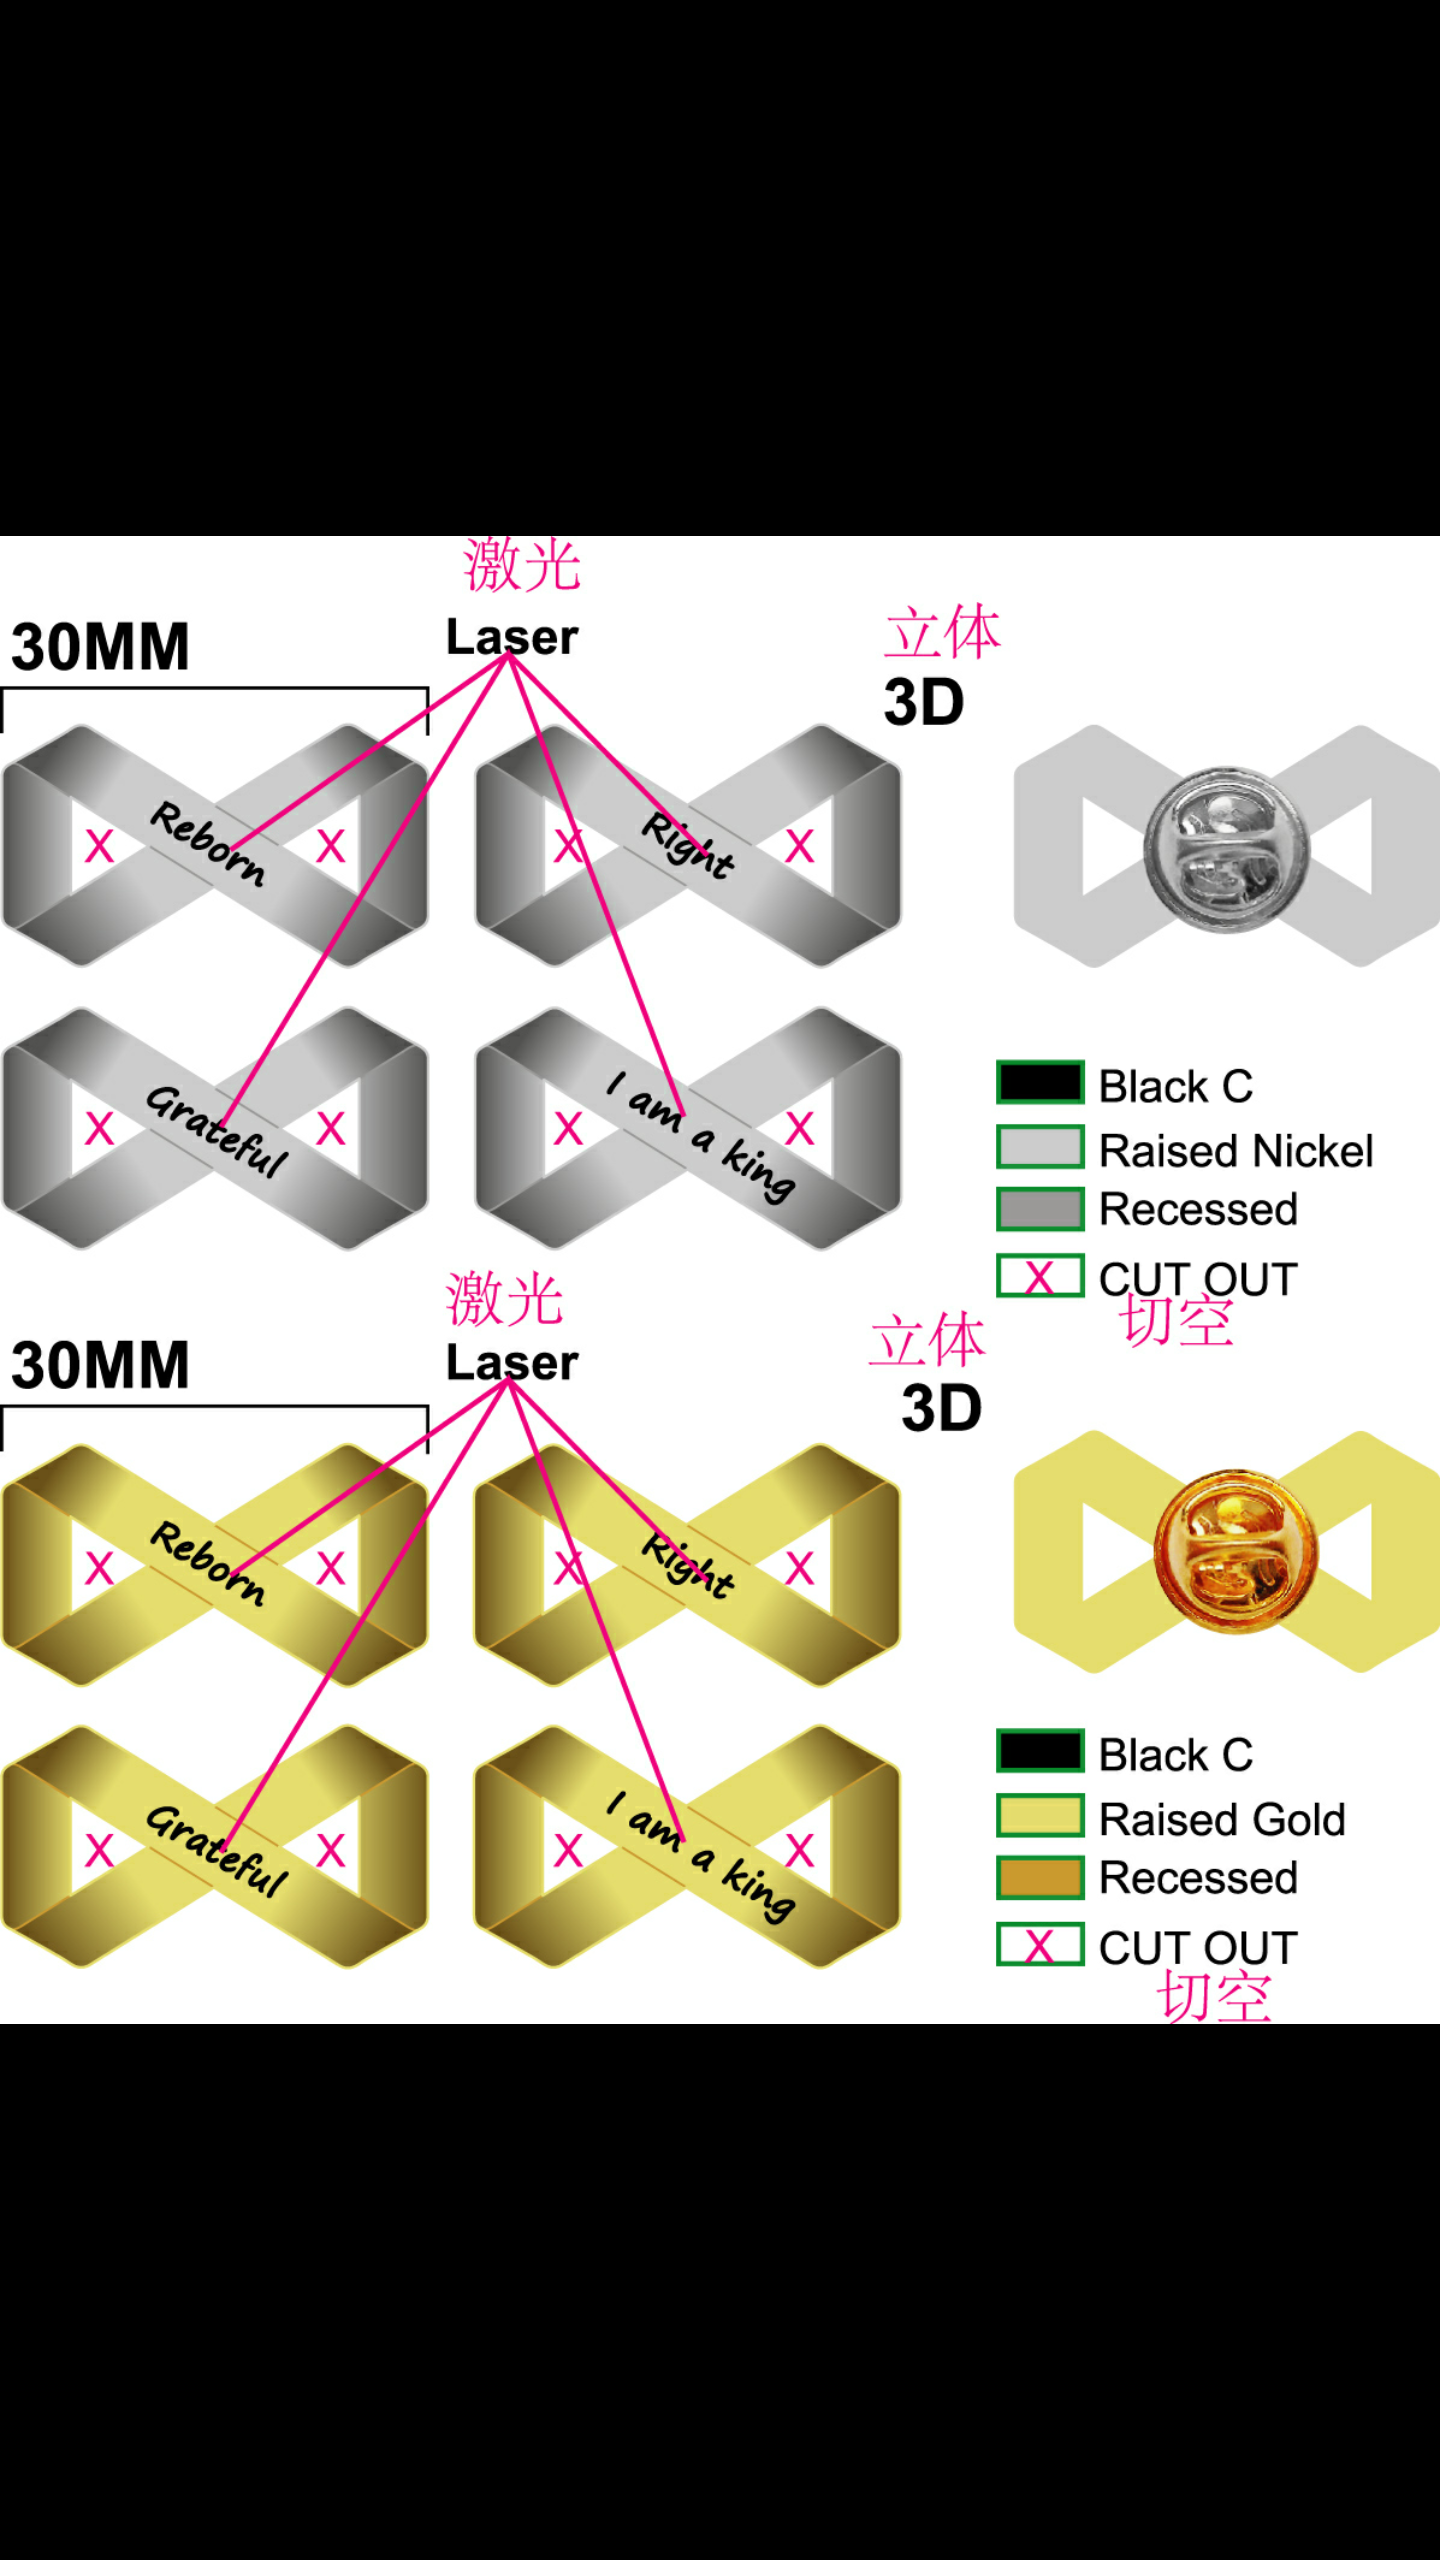 激光
Laser
立体
3D
30MM
Reborn
X
X
Right
X
X
Grateful
X
X
I am a king
X
X
Black C
Raised Nickel
Recessed
X CUT OUT
切空
激光
Laser
立体
3D
30MM
Reborn
X
X
Right
X
X
Grateful
X
X
I am a king
X
X
Black C
Raised Gold
Recessed
X CUT OUT
切空